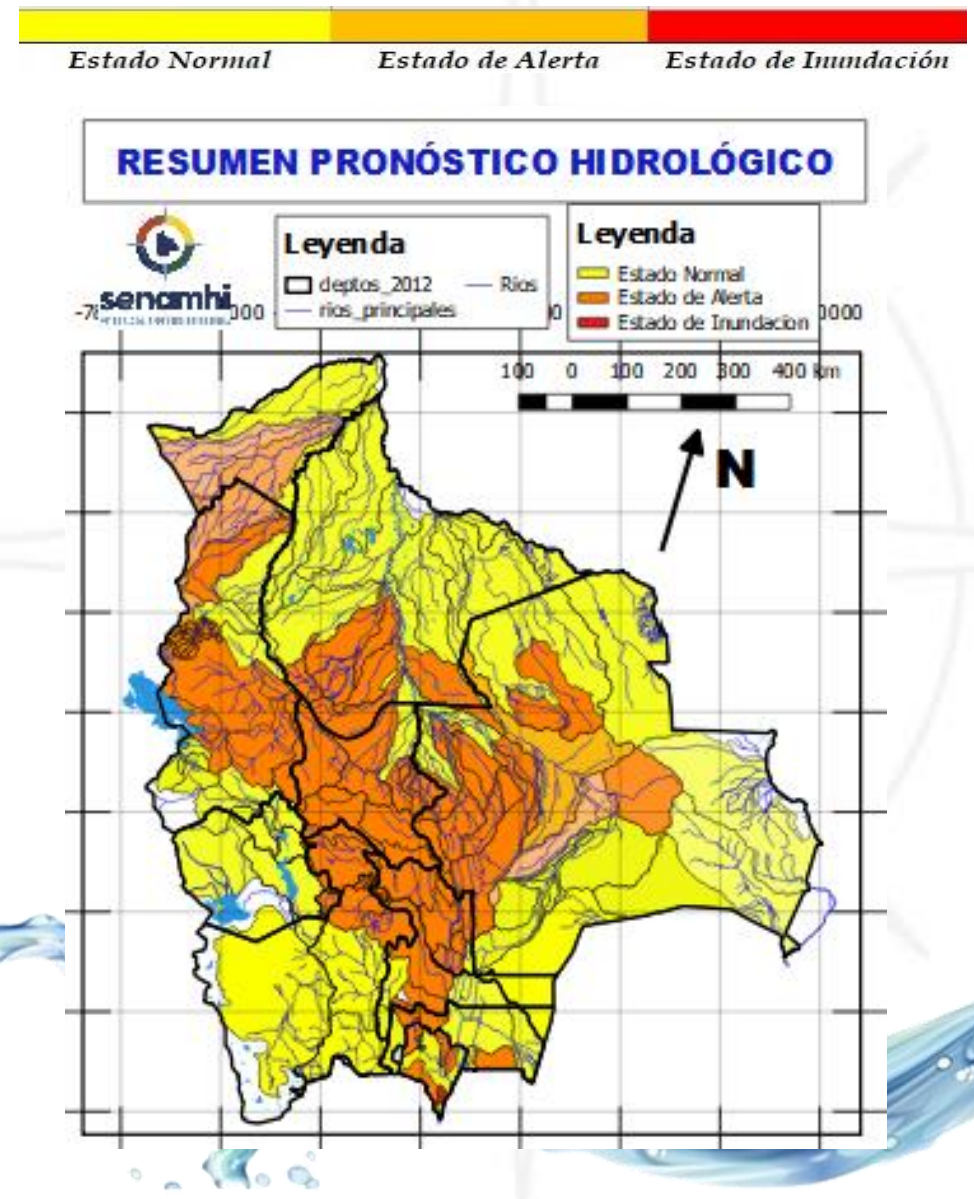 Estado Normal Estado de Alerta Estado de Inundación
RESUMEN PRONÓSTICO HIDROLÓGICO
senamhi
Leyenda
deptos_2012 Rios
rios_principales
Leyenda
Estado Normal
Estado de Alerta
Estado de Inundacion
100 0 100 200 300 400 km
N